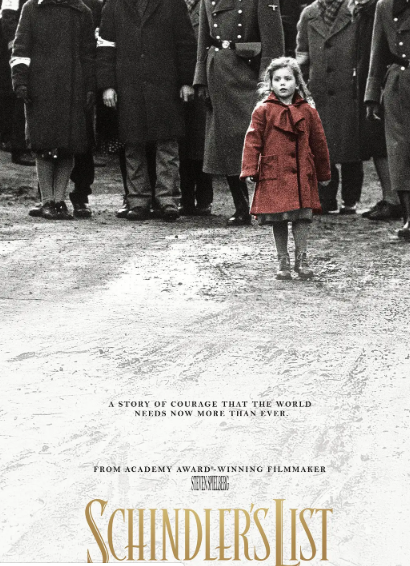 A STORY OF COURAGE THAT THE WORLD
NEEDS NOW MORE THAN EVER.
FROM ACADEMY AWARD®-WINNING FILMMAKER
STEVEN SPIELBERG
SCHINDLER'S LIST